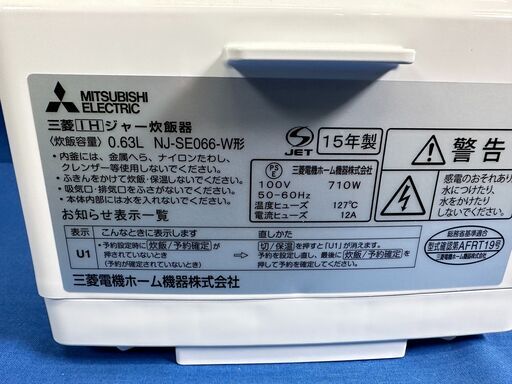 MITSUBISHI
ELECTRIC
三菱IHジャー炊飯器
〈炊飯容量〉 0.63L NJ-SE066-W形
・内釜には、金属へら、ナイロンたわし、
クレンザー等使用しないでください。
・ふきんをかけて炊飯・保温しないでください。
・吸気口・排気口をふさがないでください。
・本体内部には水を入れないでください。
お知らせ表示一覧
JET
15年製
PS
E
三菱電機ホーム機器株式会社
100V 710W
50-60Hz
温度ヒューズ 127℃
電流ヒューズ 12A
警告
感電のおそれあり
水につけたり、
水をかけたり
しないでください。
表示 こんなときに表示します 直しかた
U1
・予約設定時に 炊飯/予約確定 が
押されていないとき
(予約が確定されていないとき)
切/保温 を押すと「U1」が消えます。
予約を設定し直し、最後に 炊飯/予約確定
を押して予約を確定してください。
総務省基準適合
型式確認第AFRT19号
三菱電機ホーム機器株式会社
三菱電機ホーム機器株式会社